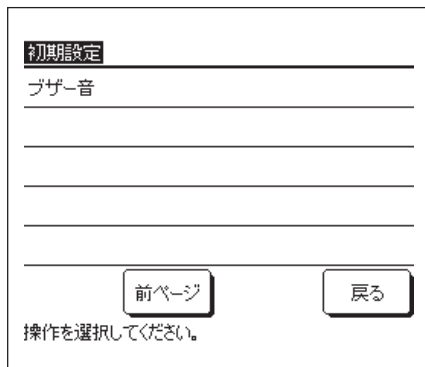 初期設定
ブザー音
前ページ
戻る
操作を選択してください。